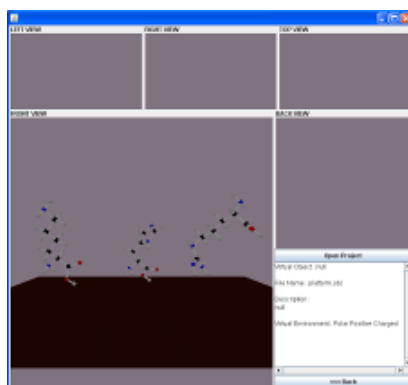 LEFT VIEW
RIGHT VIEW
TOP VIEW
FRONT VIEW
BACK VIEW
Open Project
Virtual Object: null
File Name: platform.obj
Description :
null
Virtual Environment: Polar Positive Charged
<== Back